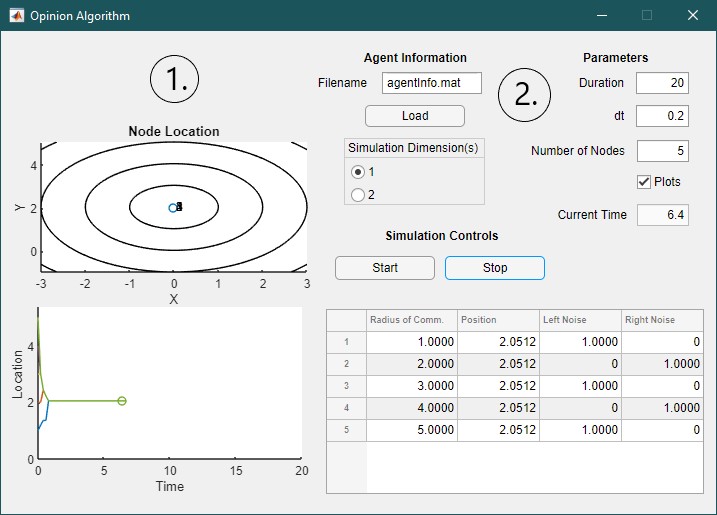 Opinion Algorithm
1.
Node Location
4
2
0
Y
-3 -2 -1 0 1 2 3
X
4
2
0
Location
0 5 10 15 20
Time
Agent Information
Filename agentInfo.mat
Load
Simulation Dimension(s)
1
2
2.
Parameters
Duration 20
dt 0.2
Number of Nodes 5
Plots
Current Time 6.4
Simulation Controls
Start Stop
Radius of Comm. Position Left Noise Right Noise
1 1.0000 2.0512 1.0000 0
2 2.0000 2.0512 0 1.0000
3 3.0000 2.0512 1.0000 0
4 4.0000 2.0512 0 1.0000
5 5.0000 2.0512 1.0000 0